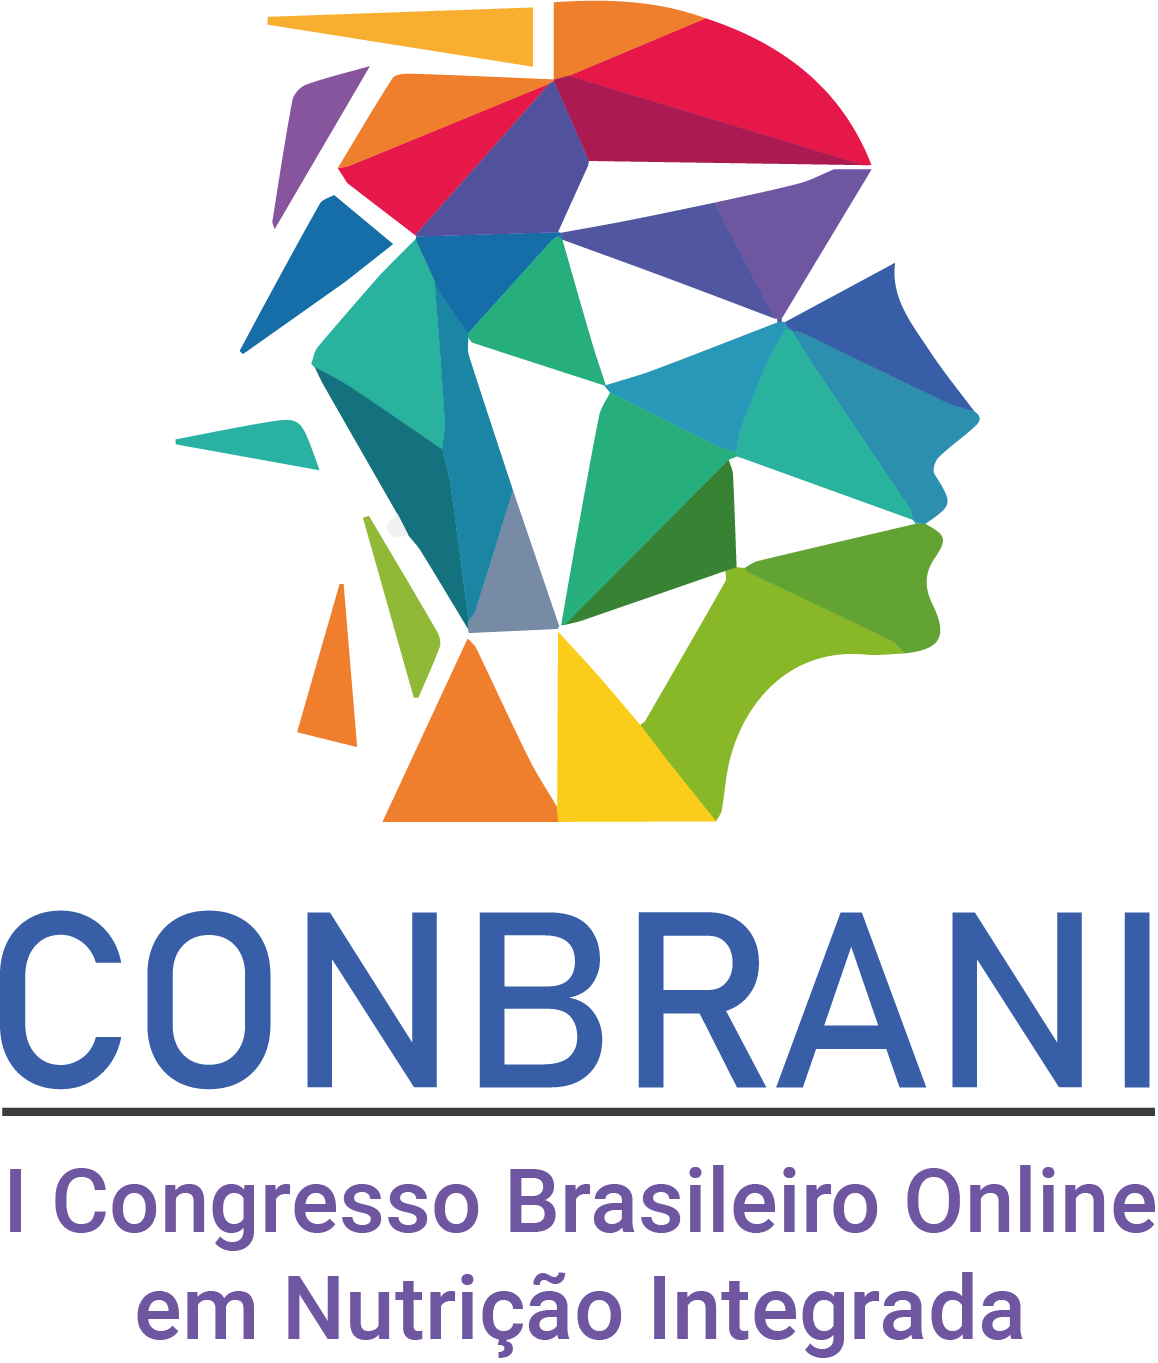 CONBRANI
I Congresso Brasileiro Online
em Nutrição Integrada